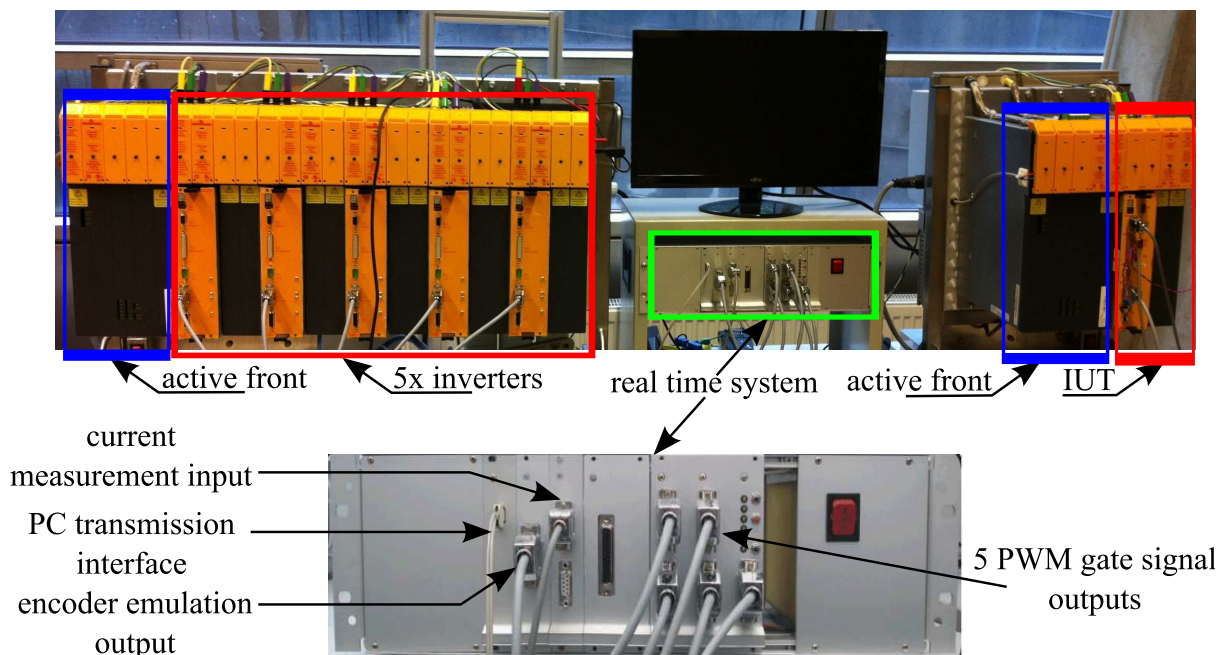 active front
5x inverters
real time system
active front
IUT
current
measurement input
PC transmission
interface
encoder emulation
output
5 PWM gate signal
outputs